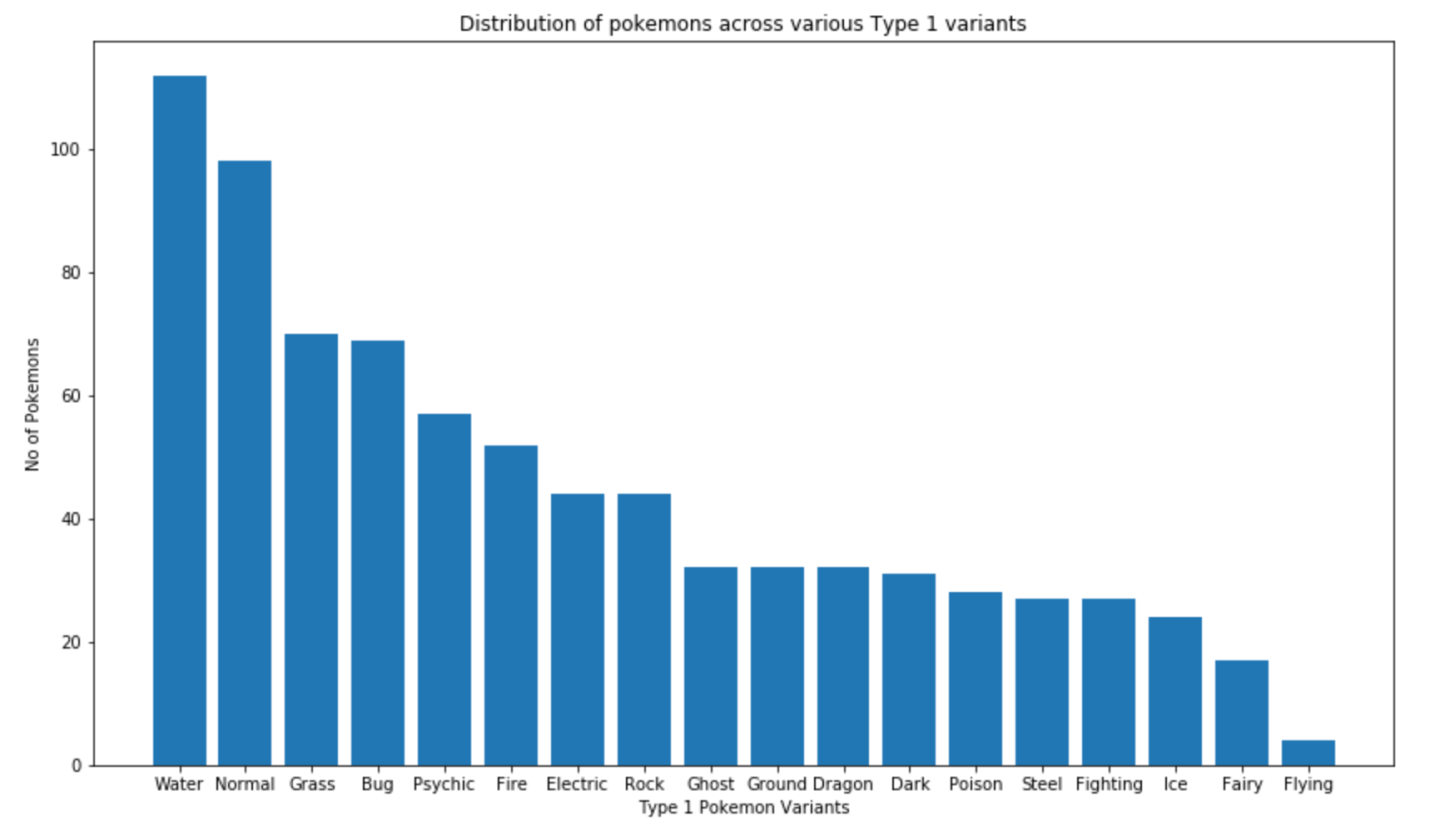 Distribution of pokemons across various Type 1 variants
No of Pokemons
100
80
60
40
20
0
Water Normal Grass Bug Psychic Fire Electric Rock Ghost Ground Dragon Dark Poison Steel Fighting Ice Fairy Flying
Type 1 Pokemon Variants